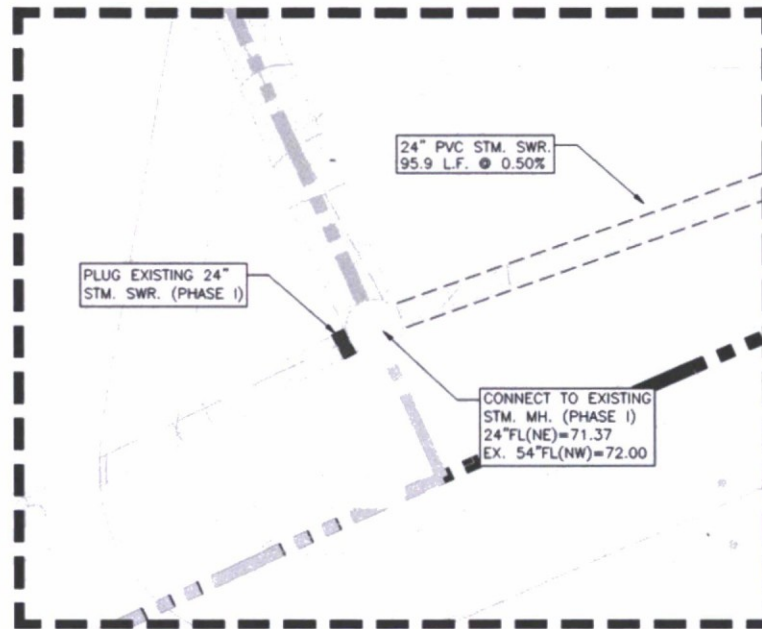 24" PVC STM. SWR.
95.9 L.F. @ 0.50%
PLUG EXISTING 24"
STM. SWR. (PHASE I)
CONNECT TO EXISTING
STM. MH. (PHASE I)
24"FL(NE)=71.37
EX. 54"FL(NW)=72.00